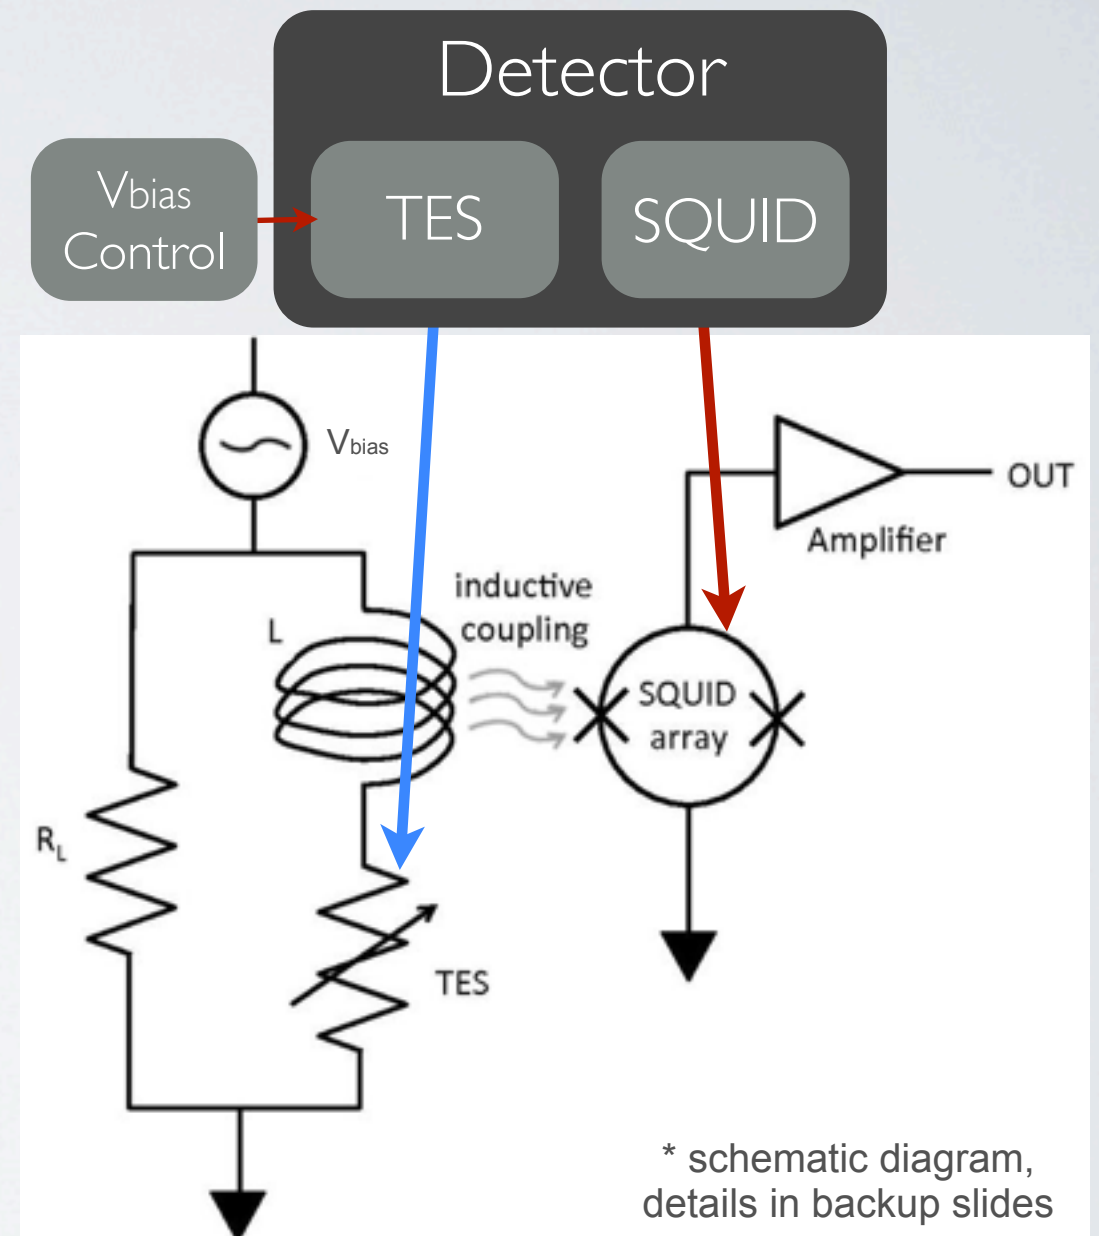 Detector
Vbias
Control
TES
SQUID
Vbias
OUT
Amplifier
inductive
coupling
L
SQUID
array
RL
TES
* schematic diagram,
details in backup slides